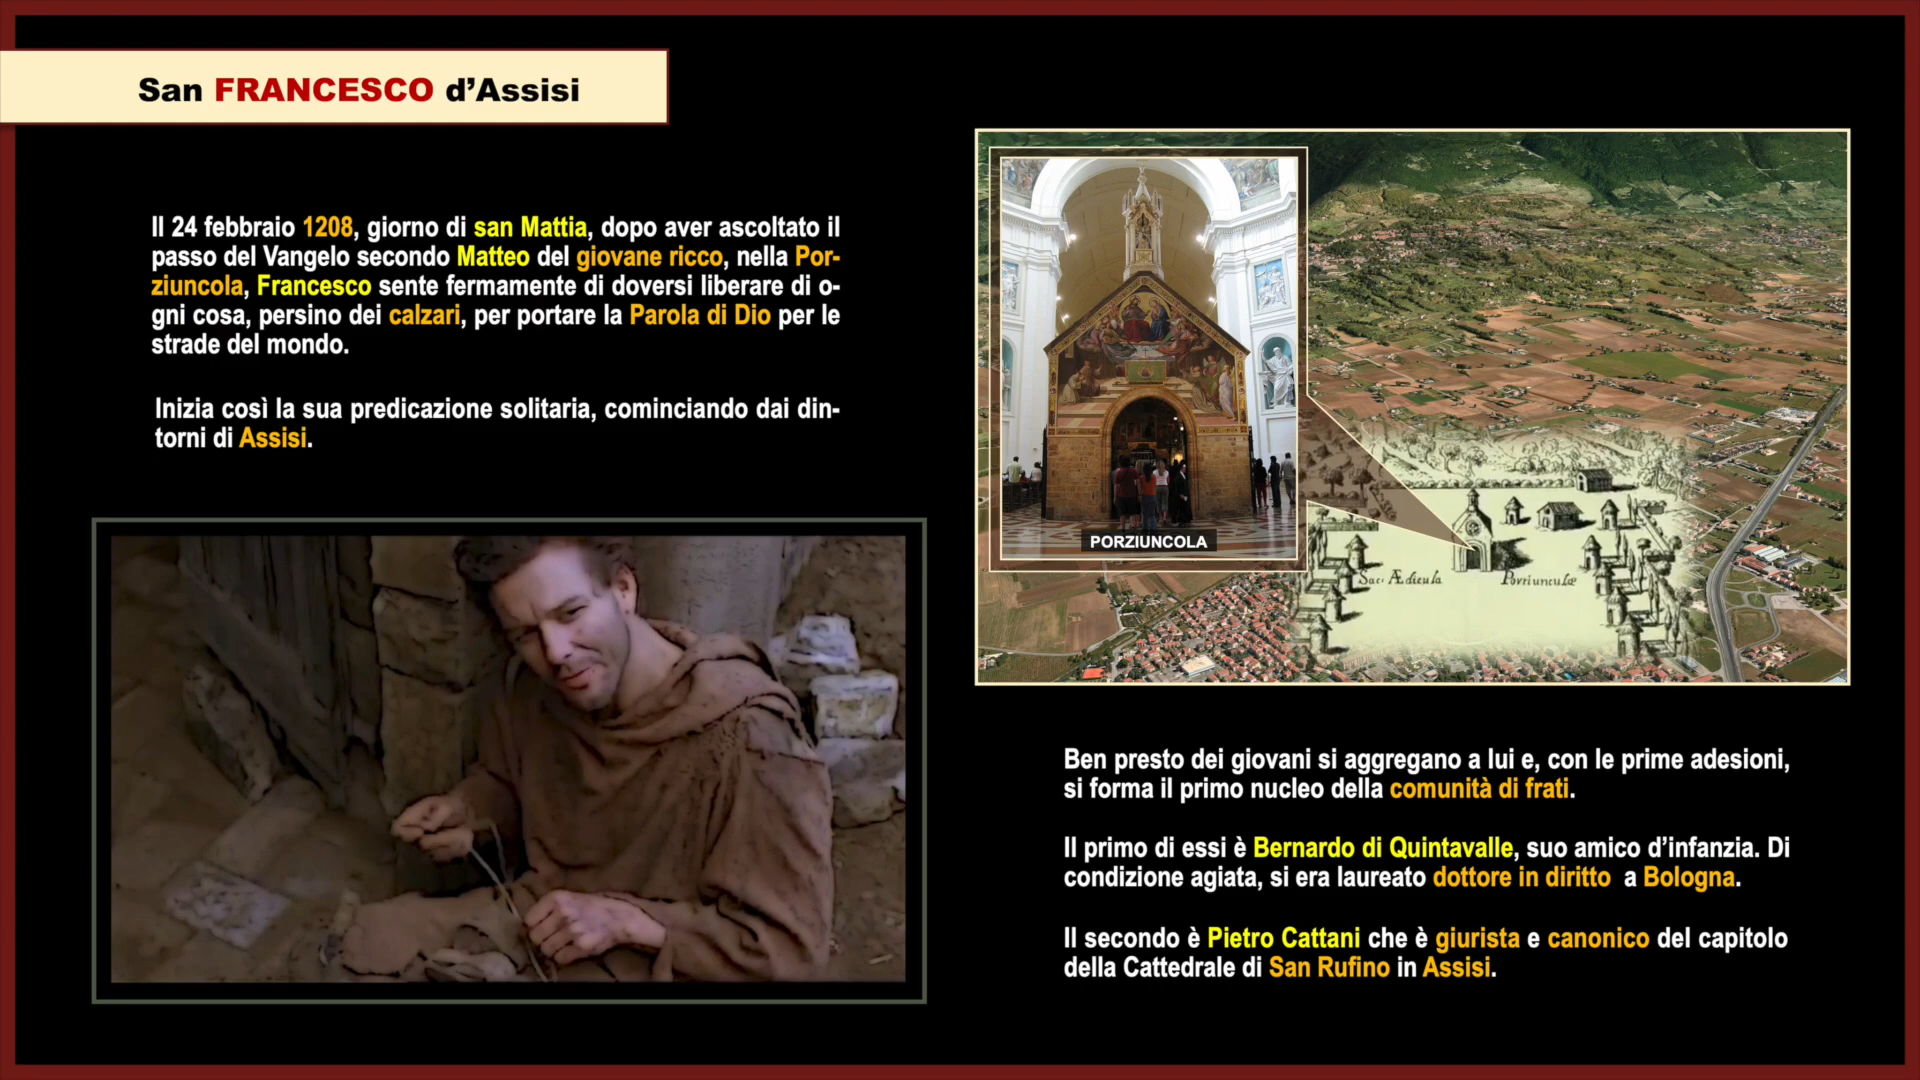 San FRANCESCO d’Assisi
Il 24 febbraio 1208, giorno di san Mattia, dopo aver ascoltato il
passo del Vangelo secondo Matteo del giovane ricco, nella Por-
ziuncola, Francesco sente fermamente di doversi liberare di o-
gni cosa, persino dei calzari, per portare la Parola di Dio per le
strade del mondo.
Inizia così la sua predicazione solitaria, cominciando dai din-
torni di Assisi.
PORZIUNCOLA
Sac. Ædicula Porriunculæ
Ben presto dei giovani si aggregano a lui e, con le prime adesioni,
si forma il primo nucleo della comunità di frati.
Il primo di essi è Bernardo di Quintavalle, suo amico d’infanzia. Di
condizione agiata, si era laureato dottore in diritto a Bologna.
Il secondo è Pietro Cattani che è giurista e canonico del capitolo
della Cattedrale di San Rufino in Assisi.